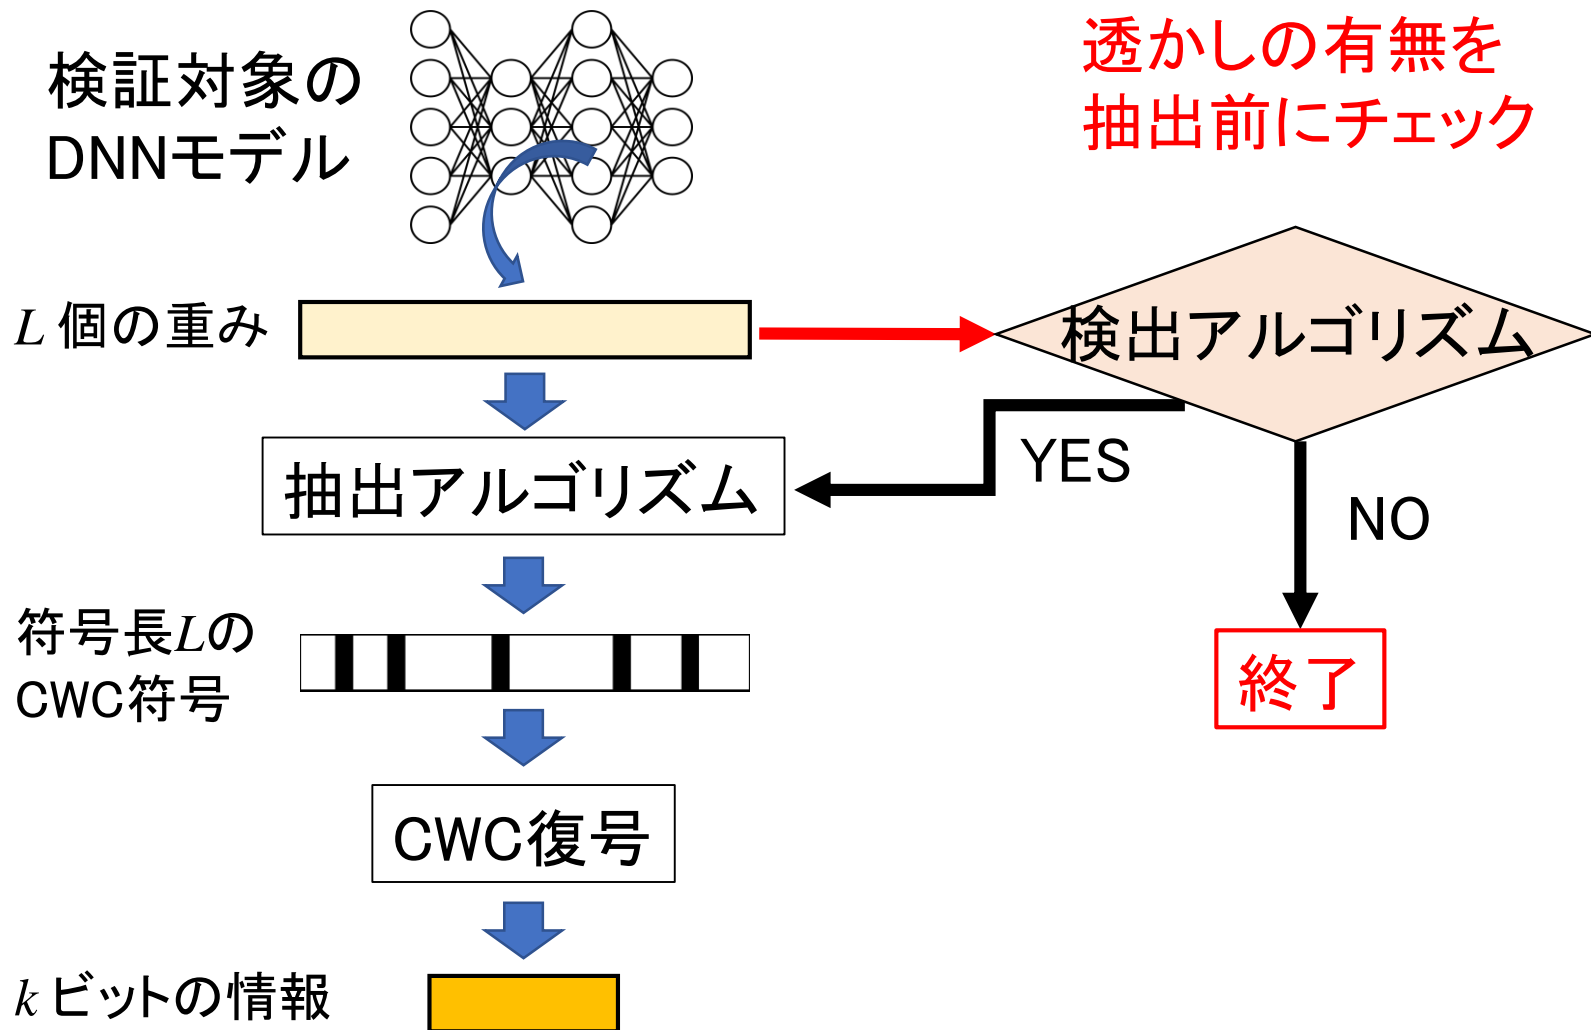 検証対象の
DNNモデル
透かしの有無を
抽出前にチェック
L 個の重み
検出アルゴリズム
YES
NO
抽出アルゴリズム
符号長Lの
CWC符号
終了
CWC復号
k ビットの情報